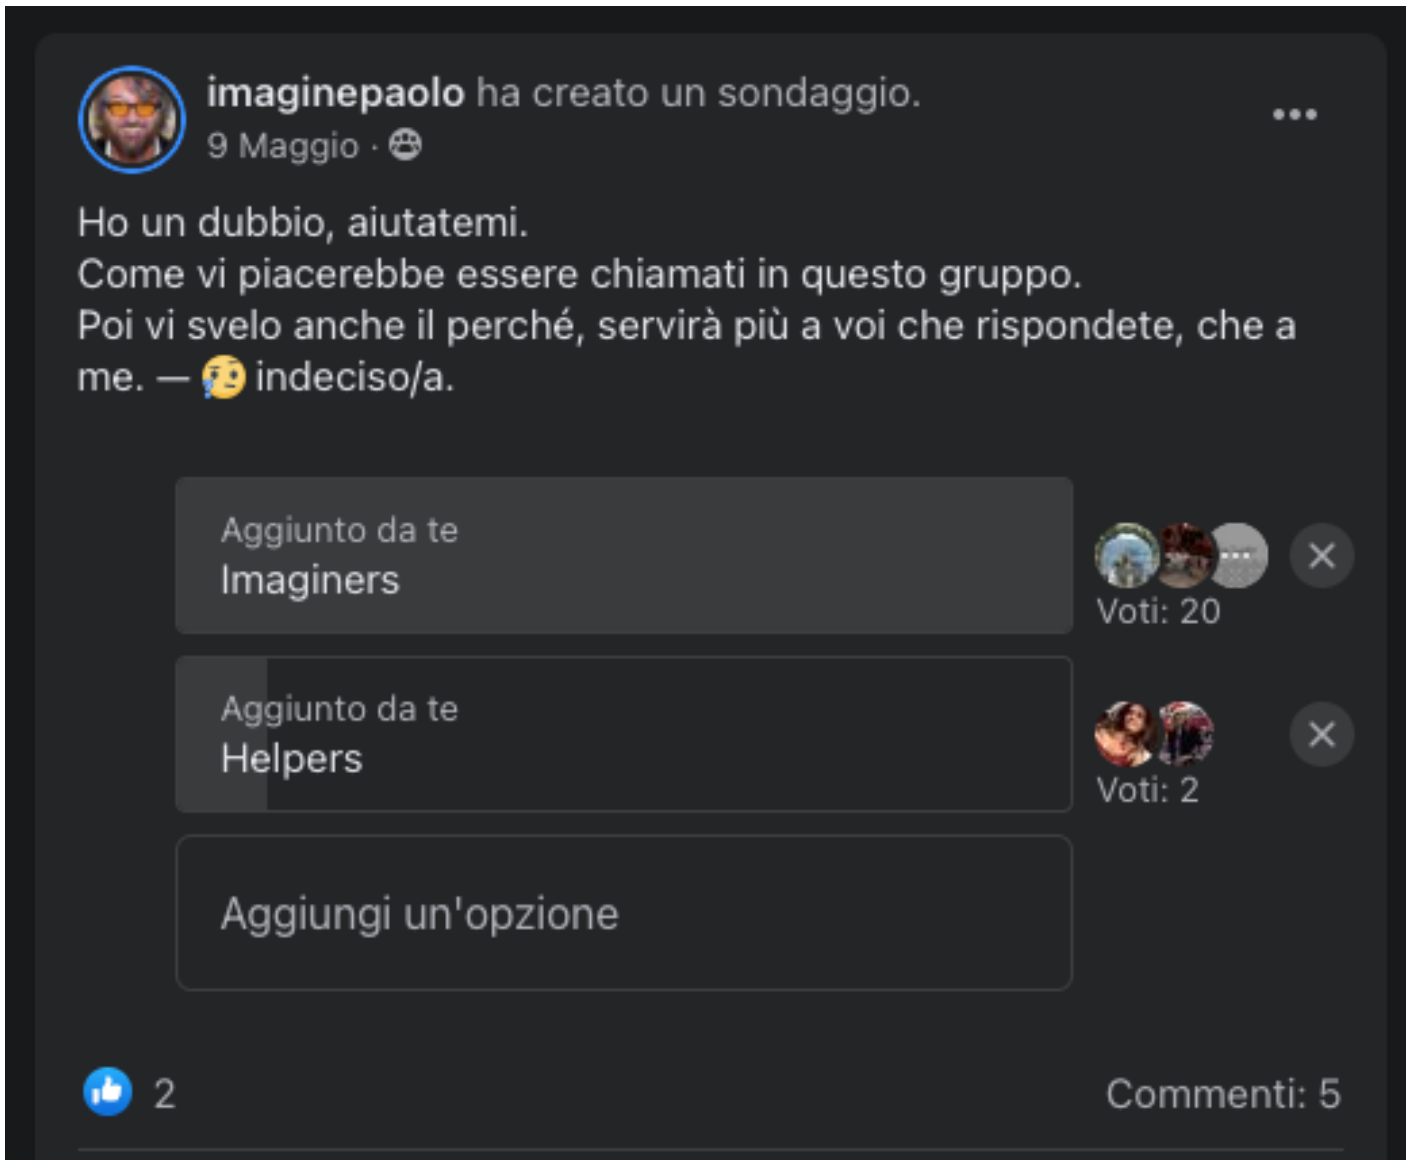 imaginepaolo ha creato un sondaggio.
9 Maggio ·
Ho un dubbio, aiutatemi.
Come vi piacerebbe essere chiamati in questo gruppo.
Poi vi svelo anche il perché, servirà più a voi che rispondete, che a
me. — indeciso/a.
Aggiunto da te
Imaginers
Voti: 20
Aggiunto da te
Helpers
Voti: 2
Aggiungi un'opzione
2
Commenti: 5